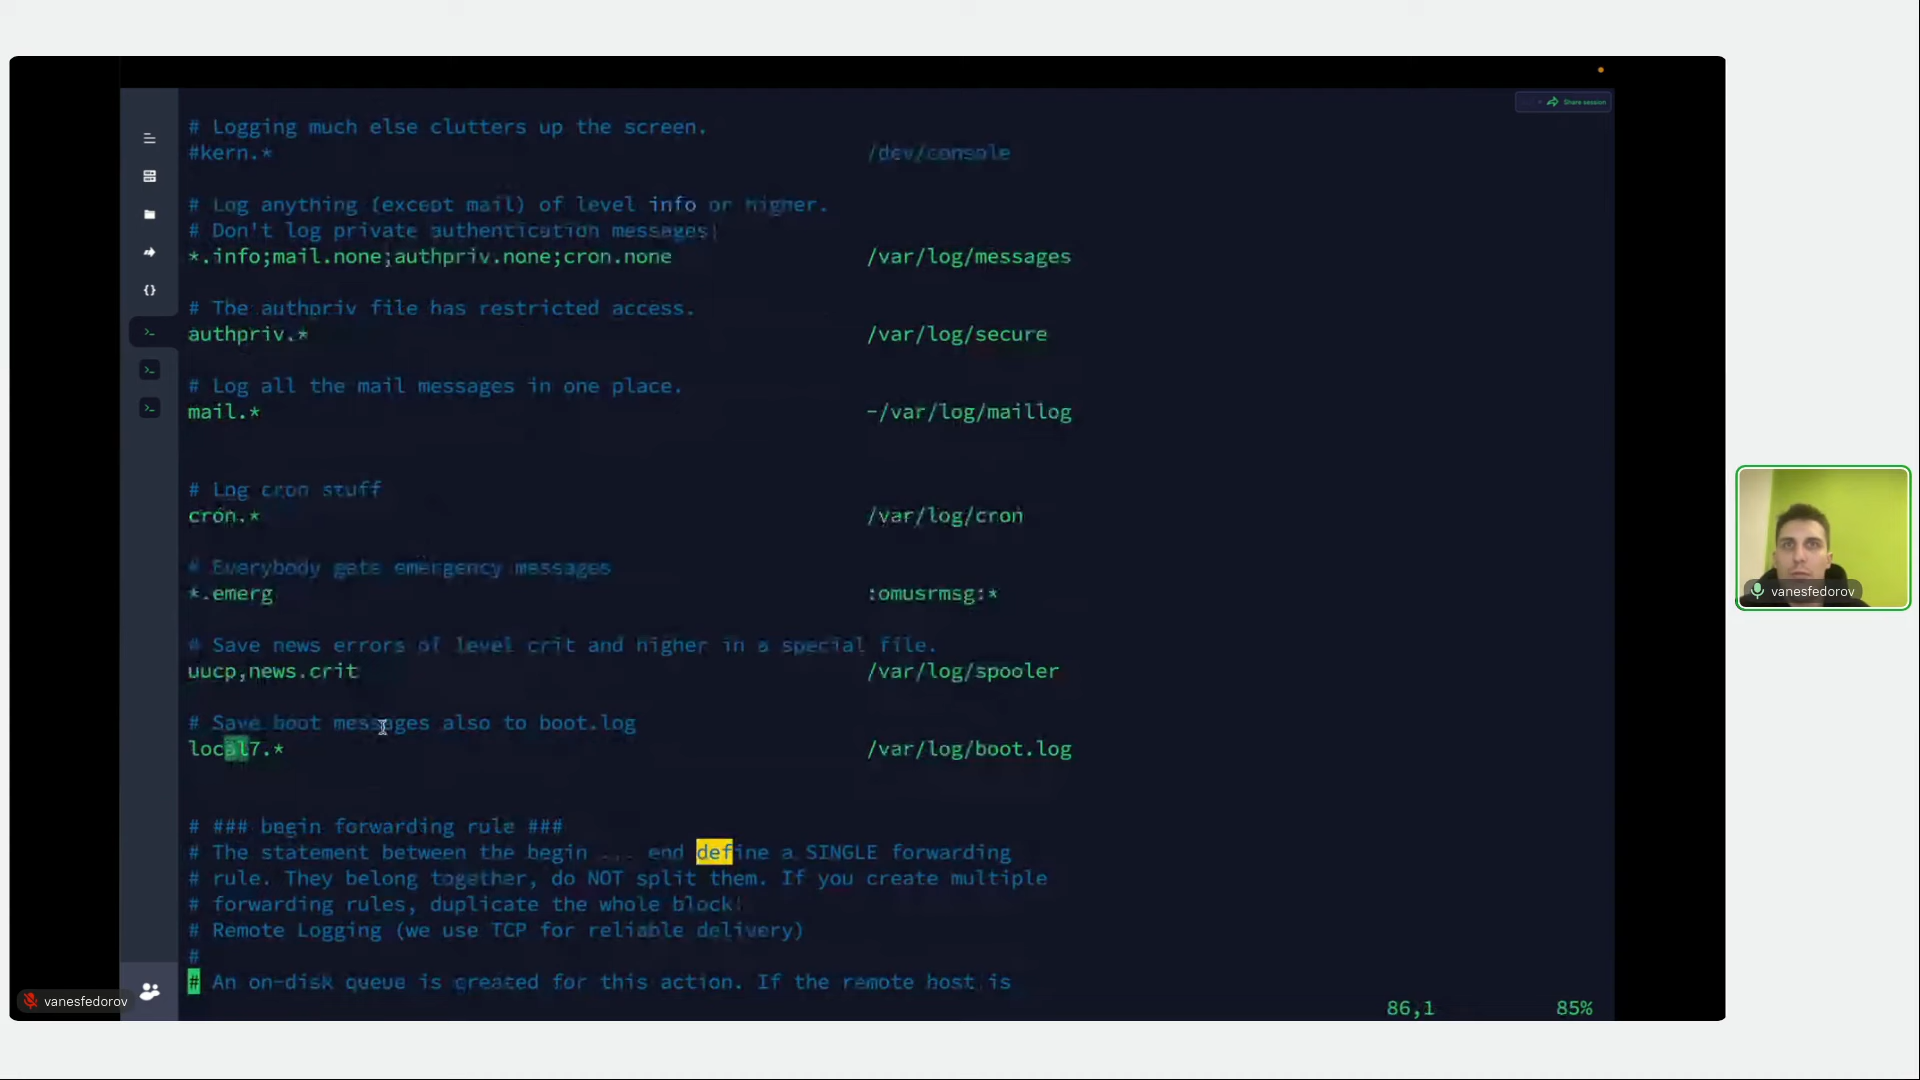 Share session
# Logging much else clutters up the screen.
#kern.* /dev/console
# Log anything (except mail) of level info or higher.
# Don't log private authentication messages!
*.info;mail.none;authpriv.none;cron.none /var/log/messages
# The authpriv file has restricted access.
authpriv.* /var/log/secure
# Log all the mail messages in one place.
mail.* -/var/log/maillog
# Log cron stuff
cron.* /var/log/cron
# Everybody gets emergency messages
*.emerg :omusrmsg:*
# Save news errors of level crit and higher in a special file.
uucp,news.crit /var/log/spooler
# Save boot messages also to boot.log
local7.* /var/log/boot.log
# ### begin forwarding rule ###
# The statement between the begin ... end define a SINGLE forwarding
# rule. They belong together, do NOT split them. If you create multiple
# forwarding rules, duplicate the whole block!
# Remote Logging (we use TCP for reliable delivery)
#
# An on-disk queue is created for this action. If the remote host is
86,1 85%
vanesfedorov
vanesfedorov